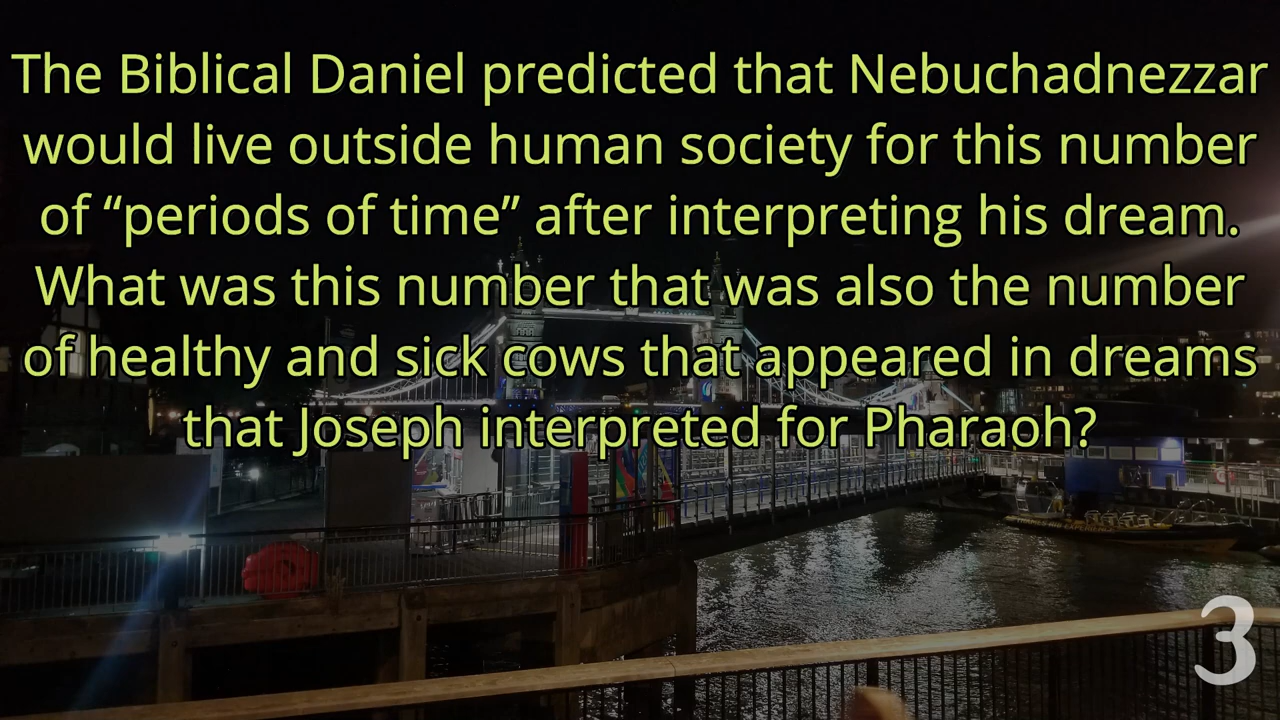 The Biblical Daniel predicted that Nebuchadnezzar
would live outside human society for this number
of “periods of time” after interpreting his dream.
What was this number that was also the number
of healthy and sick cows that appeared in dreams
that Joseph interpreted for Pharaoh?
3